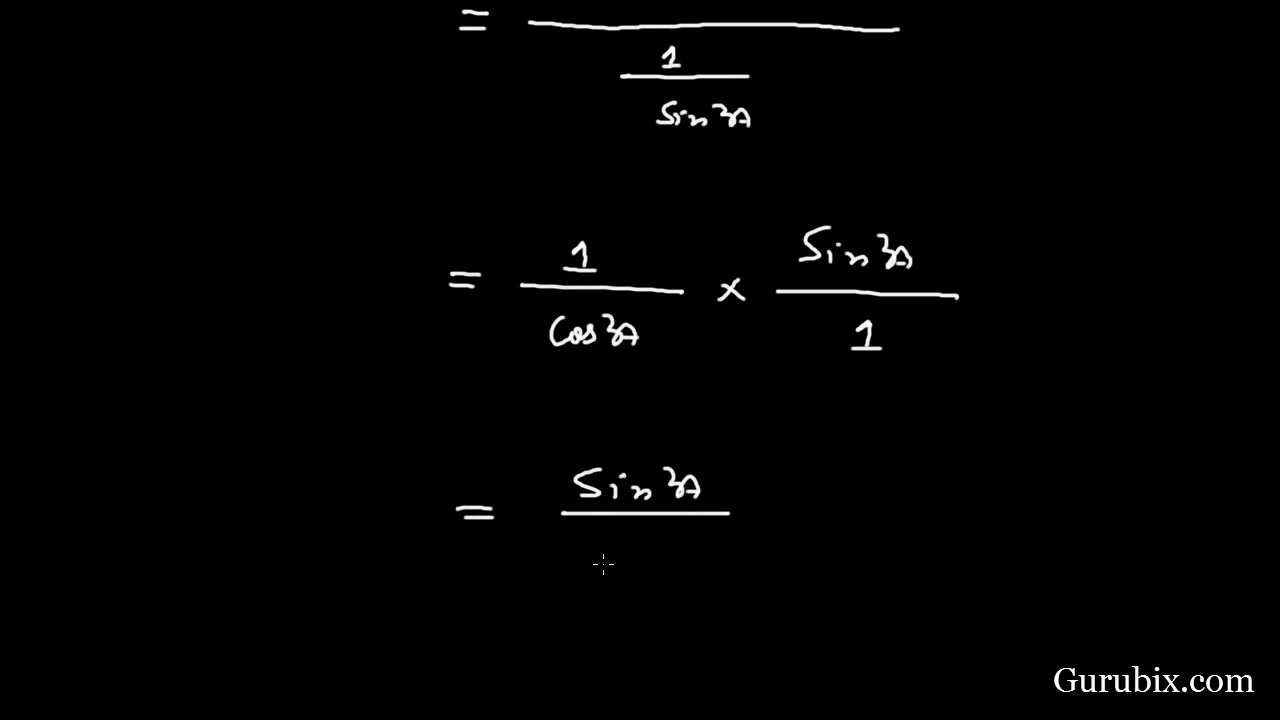 =
1
Sin²A
= 1/Cos²A × Sin²A/1
= Sin²A
Gurubix.com